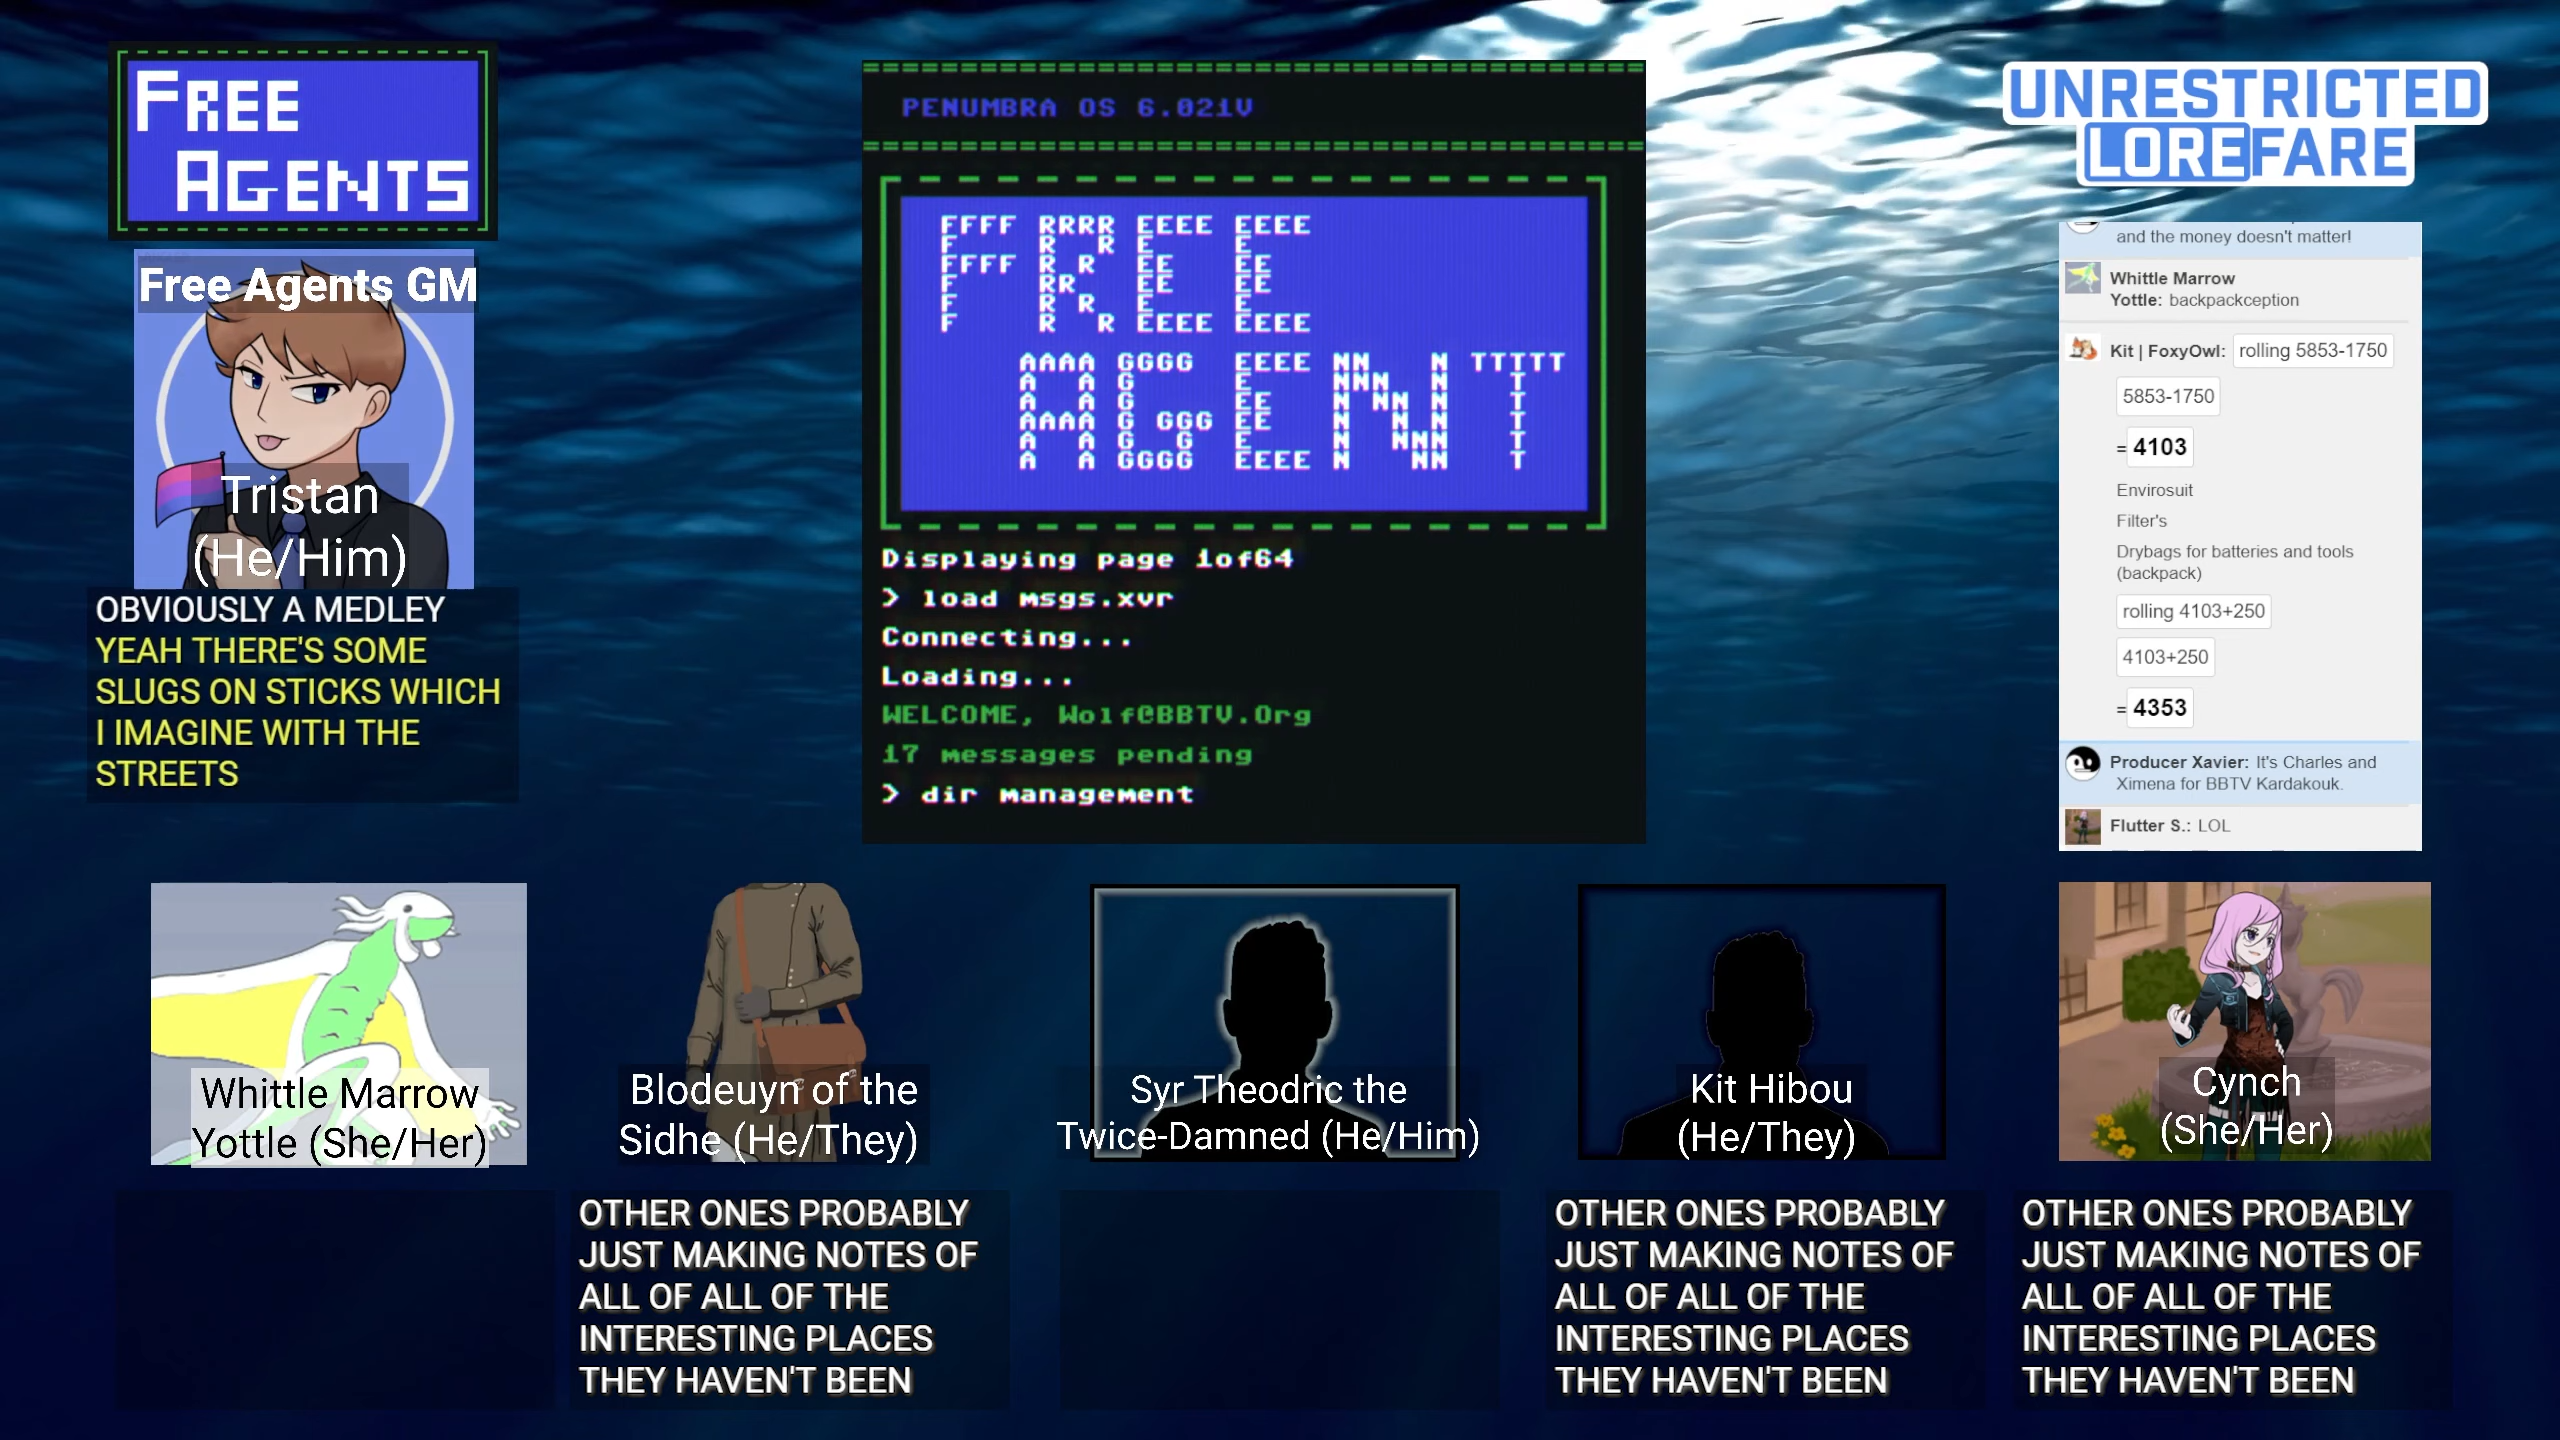 FREE
AGENTS
Free Agents GM
Tristan
(He/Him)
OBVIOUSLY A MEDLEY
YEAH THERE'S SOME
SLUGS ON STICKS WHICH
I IMAGINE WITH THE
STREETS
PENUMBRA OS 6.021V
FREE
AGENT
Displaying page 1of64
> load msgs.xvr
Connecting...
Loading...
WELCOME, Wolf@BBTV.Org
17 messages pending
> dir management
UNRESTRICTED
LOREFARE
and the money doesn't matter!
Whittle Marrow
Yottle: backpackception
Kit | FoxyOwl: rolling 5853-1750
5853-1750
=4103
Envirosuit
Filter's
Drybags for batteries and tools
(backpack)
rolling 4103+250
4103+250
=4353
Producer Xavier: It's Charles and
Ximena for BBTV Kardakouk.
Flutter S.: LOL
Whittle Marrow
Yottle (She/Her)
Blodeuyn of the
Sidhe (He/They)
Syr Theodric the
Twice-Damned (He/Him)
Kit Hibou
(He/They)
Cynch
(She/Her)
OTHER ONES PROBABLY
JUST MAKING NOTES OF
ALL OF ALL OF THE
INTERESTING PLACES
THEY HAVEN'T BEEN
OTHER ONES PROBABLY
JUST MAKING NOTES OF
ALL OF ALL OF THE
INTERESTING PLACES
THEY HAVEN'T BEEN
OTHER ONES PROBABLY
JUST MAKING NOTES OF
ALL OF ALL OF THE
INTERESTING PLACES
THEY HAVEN'T BEEN